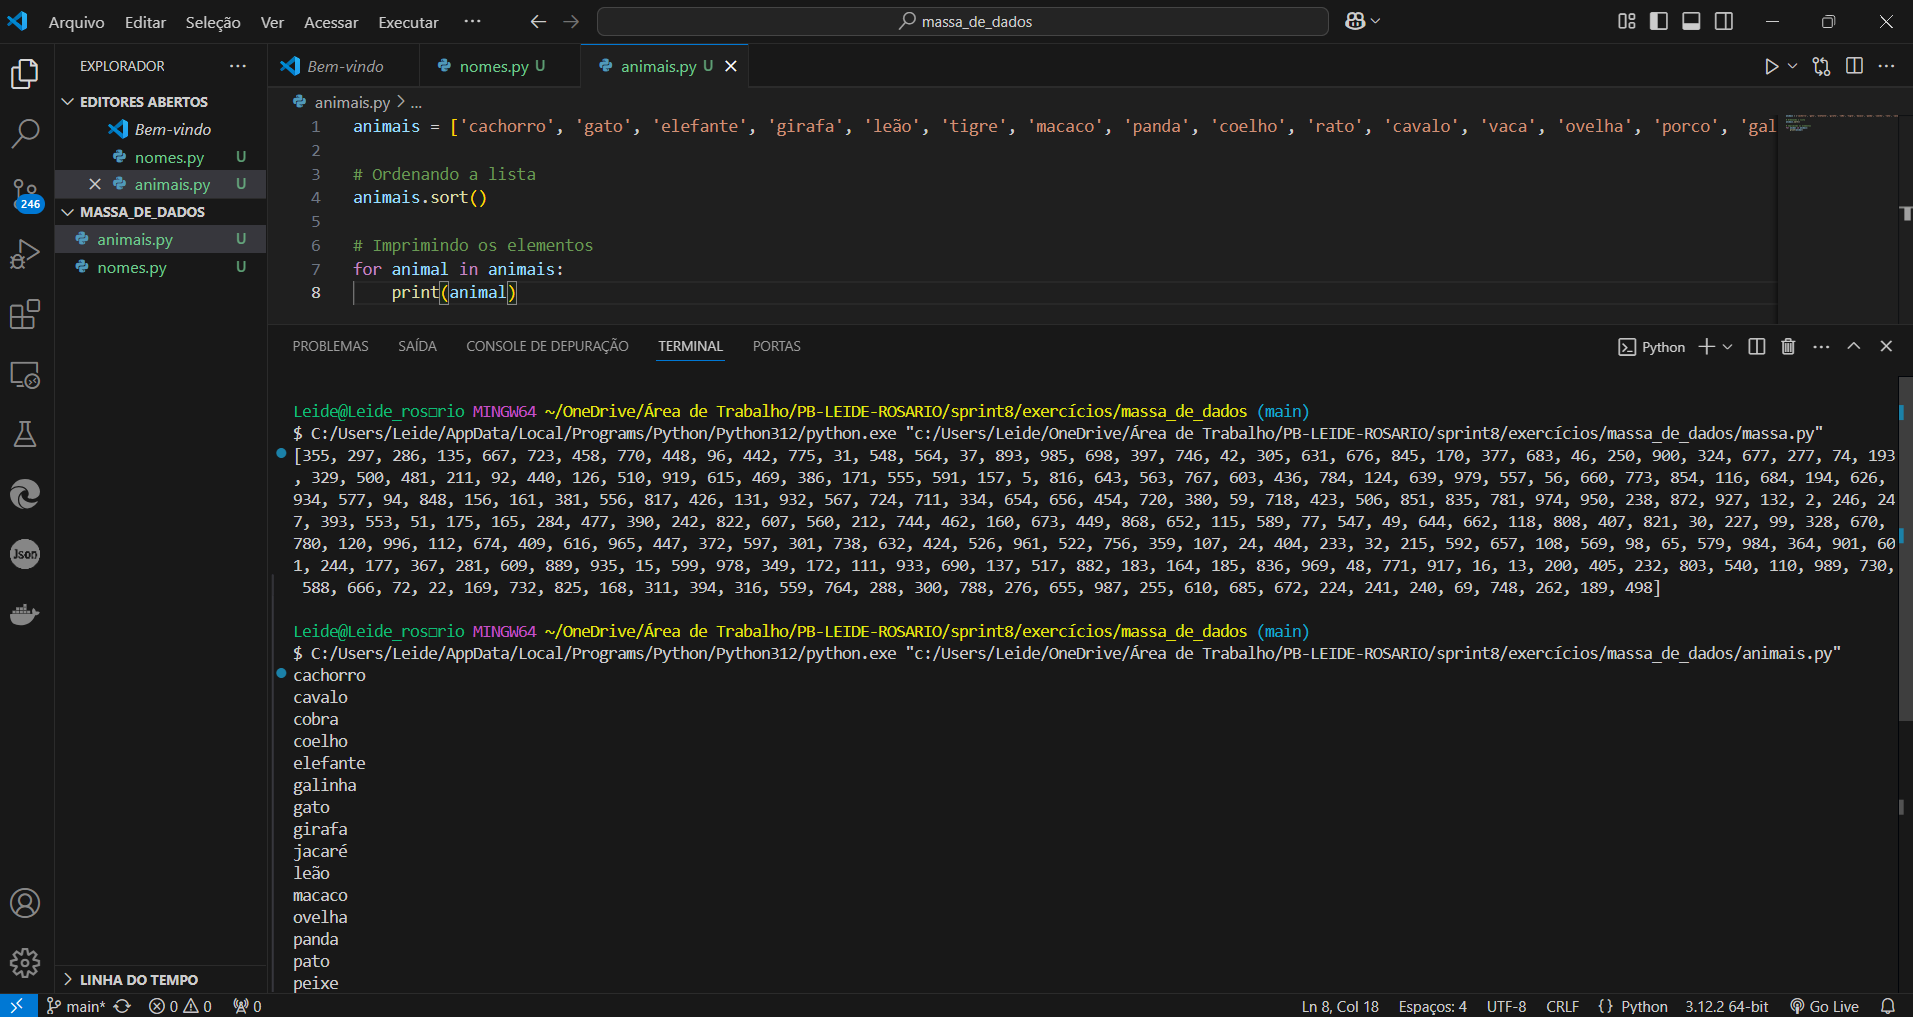 Arquivo Editar Seleção Ver Acessar Executar ··· massa_de_dados
EXPLORADOR ···
EDITORES ABERTOS
Bem-vindo
nomes.py U
animais.py U
MASSA_DE_DADOS
animais.py U
nomes.py U
246
Json
LINHA DO TEMPO
Bem-vindo nomes.py U animais.py U
animais.py > ...
1 animais = ['cachorro', 'gato', 'elefante', 'girafa', 'leão', 'tigre', 'macaco', 'panda', 'coelho', 'rato', 'cavalo', 'vaca', 'ovelha', 'porco', 'gal
2
3 # Ordenando a lista
4 animais.sort()
5
6 # Imprimindo os elementos
7 for animal in animais:
8 print(animal)
PROBLEMAS SAÍDA CONSOLE DE DEPURAÇÃO TERMINAL PORTAS Python
Leide@Leide_ros□rio MINGW64 ~/OneDrive/Área de Trabalho/PB-LEIDE-ROSARIO/sprint8/exercícios/massa_de_dados (main)
$ C:/Users/Leide/AppData/Local/Programs/Python/Python312/python.exe "c:/Users/Leide/OneDrive/Área de Trabalho/PB-LEIDE-ROSARIO/sprint8/exercícios/massa_de_dados/massa.py"
[355, 297, 286, 135, 667, 723, 458, 770, 448, 96, 442, 775, 31, 548, 564, 37, 893, 985, 698, 397, 746, 42, 305, 631, 676, 845, 170, 377, 683, 46, 250, 900, 324, 677, 277, 74, 193
, 329, 500, 481, 211, 92, 440, 126, 510, 919, 615, 469, 386, 171, 555, 591, 157, 5, 816, 643, 563, 767, 603, 436, 784, 124, 639, 979, 557, 56, 660, 773, 854, 116, 684, 194, 626,
934, 577, 94, 848, 156, 161, 381, 556, 817, 426, 131, 932, 567, 724, 711, 334, 654, 656, 454, 720, 380, 59, 718, 423, 506, 851, 835, 781, 974, 950, 238, 872, 927, 132, 2, 246, 24
7, 393, 553, 51, 175, 165, 284, 477, 390, 242, 822, 607, 560, 212, 744, 462, 160, 673, 449, 868, 652, 115, 589, 77, 547, 49, 644, 662, 118, 808, 407, 821, 30, 227, 99, 328, 670,
780, 120, 996, 112, 674, 409, 616, 965, 447, 372, 597, 301, 738, 632, 424, 526, 961, 522, 756, 359, 107, 24, 404, 233, 32, 215, 592, 657, 108, 569, 98, 65, 579, 984, 364, 901, 60
1, 244, 177, 367, 281, 609, 889, 935, 15, 599, 978, 349, 172, 111, 933, 690, 137, 517, 882, 183, 164, 185, 836, 969, 48, 771, 917, 16, 13, 200, 405, 232, 803, 540, 110, 989, 730,
588, 666, 72, 22, 169, 732, 825, 168, 311, 394, 316, 559, 764, 288, 300, 788, 276, 655, 987, 255, 610, 685, 672, 224, 241, 240, 69, 748, 262, 189, 498]
Leide@Leide_ros□rio MINGW64 ~/OneDrive/Área de Trabalho/PB-LEIDE-ROSARIO/sprint8/exercícios/massa_de_dados (main)
$ C:/Users/Leide/AppData/Local/Programs/Python/Python312/python.exe "c:/Users/Leide/OneDrive/Área de Trabalho/PB-LEIDE-ROSARIO/sprint8/exercícios/massa_de_dados/animais.py"
cachorro
cavalo
cobra
coelho
elefante
galinha
gato
girafa
jacaré
leão
macaco
ovelha
panda
pato
peixe
main* 0 0 0 Ln 8, Col 18 Espaços: 4 UTF-8 CRLF {} Python 3.12.2 64-bit Go Live